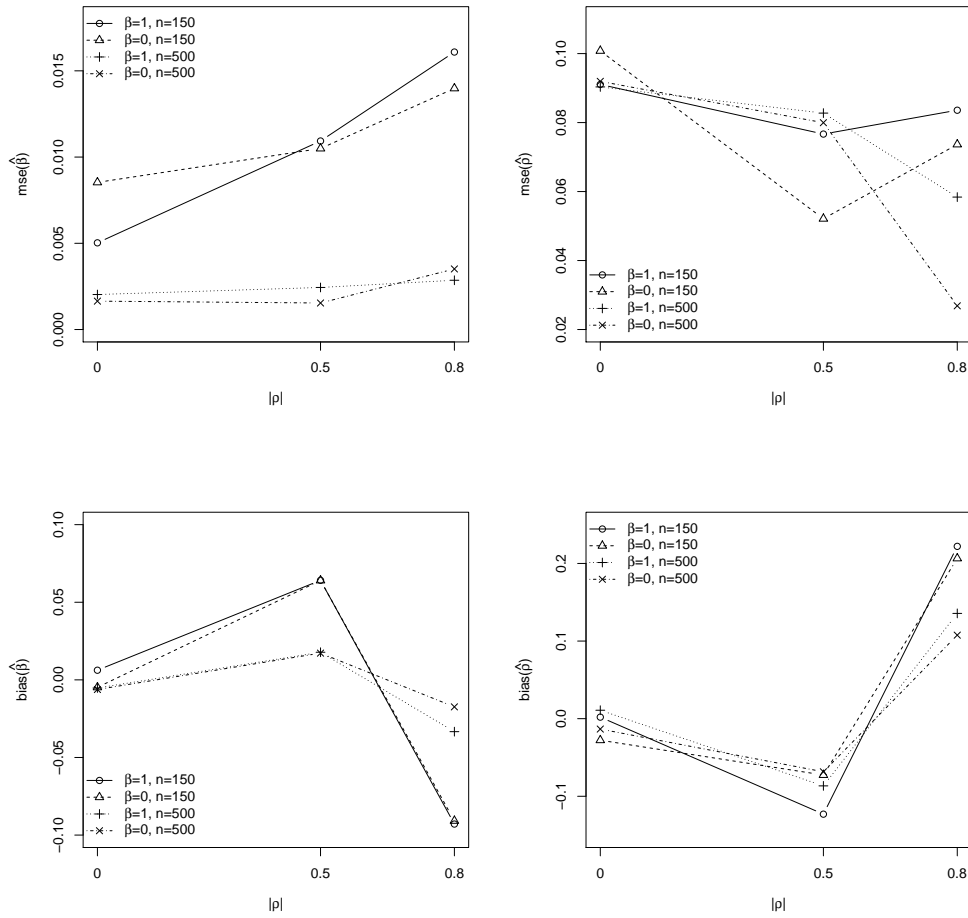 β=1, n=150
β=0, n=150
β=1, n=500
β=0, n=500
0.000
0.005
0.010
0.015
mse(β̂)
0
0.5
0.8
|ρ|
β=1, n=150
β=0, n=150
β=1, n=500
β=0, n=500
0.02
0.04
0.06
0.08
0.10
mse(ρ̂)
0
0.5
0.8
|ρ|
β=1, n=150
β=0, n=150
β=1, n=500
β=0, n=500
−0.10
−0.05
0.00
0.05
0.10
bias(β̂)
0
0.5
0.8
|ρ|
β=1, n=150
β=0, n=150
β=1, n=500
β=0, n=500
−0.1
0.0
0.1
0.2
bias(ρ̂)
0
0.5
0.8
|ρ|